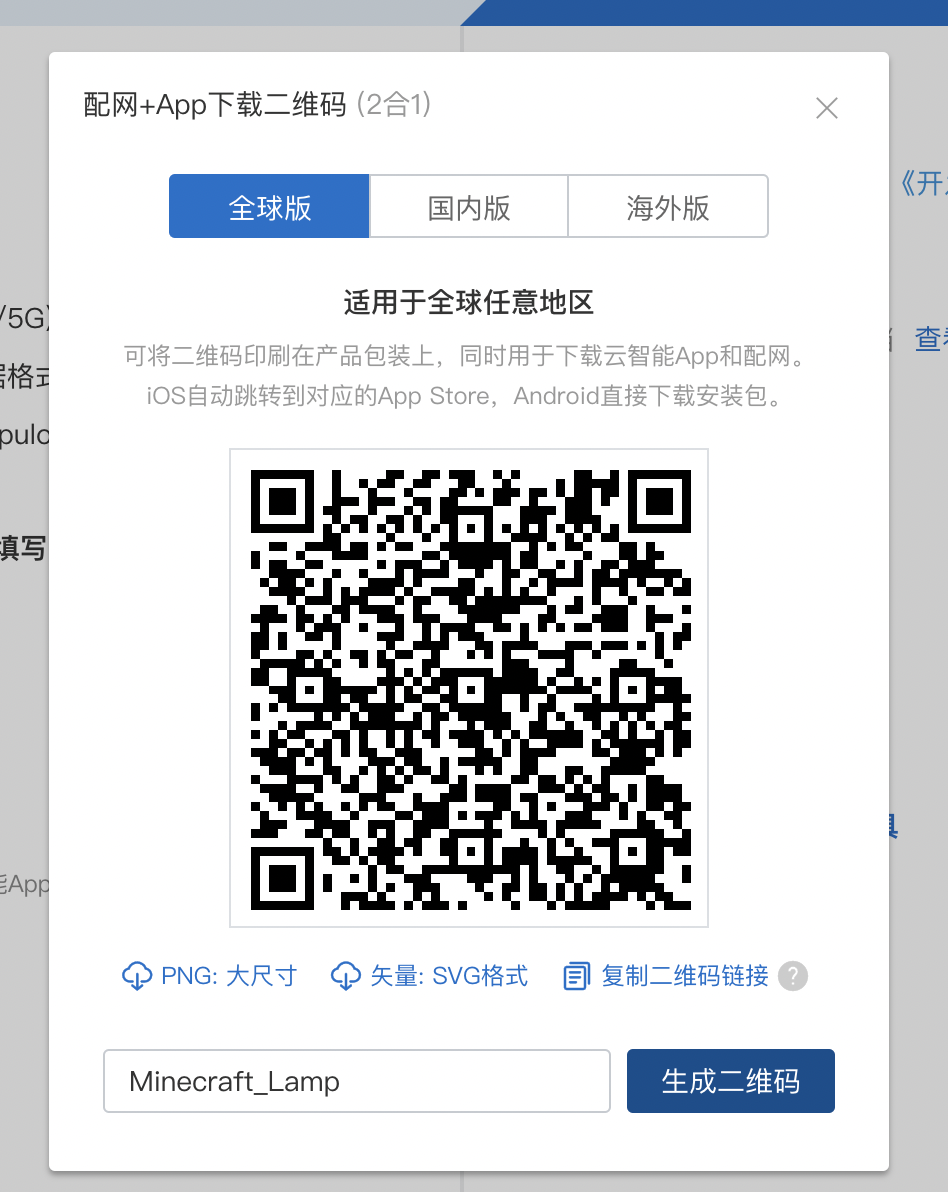 配网+App下载二维码 (2合1)
全球版
国内版
海外版
《开
适用于全球任意地区
/5G)
可将二维码印刷在产品包装上，同时用于下载云智能App和配网。
查
iOS自动跳转到对应的App Store，Android直接下载安装包。
居格式
pulo
填写
能App
PNG: 大尺寸
矢量: SVG格式
复制二维码链接
?
Minecraft_Lamp
生成二维码